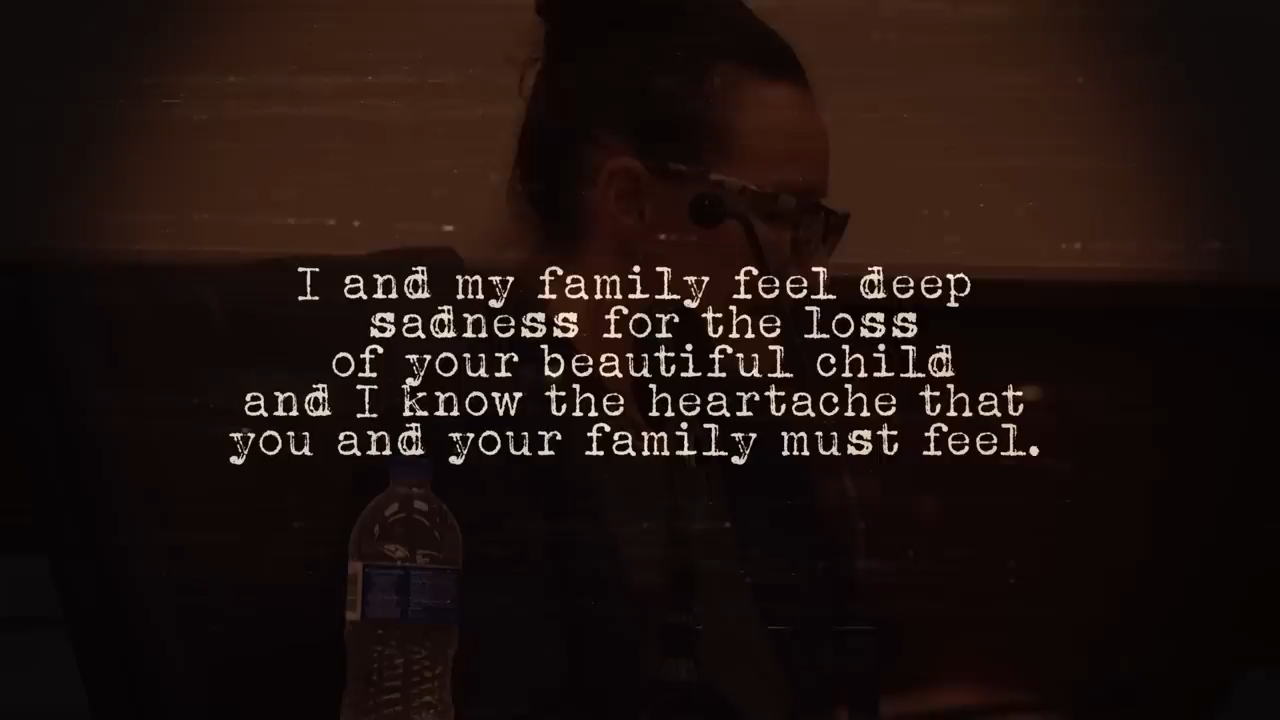 I and my family feel deep
sadness for the loss
of your beautiful child
and I know the heartache that
you and your family must feel.